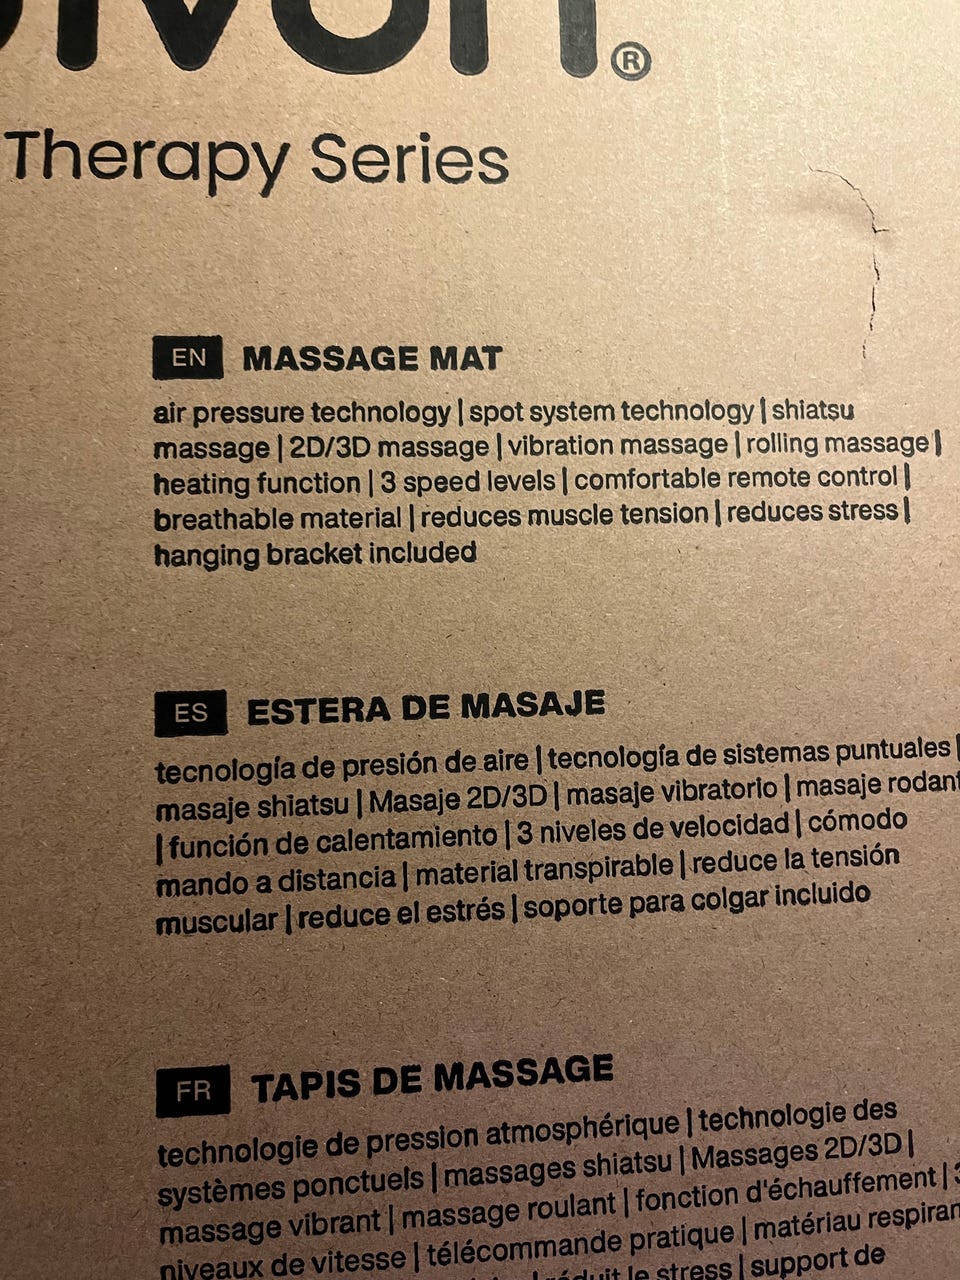 ®
Therapy Series
EN MASSAGE MAT
air pressure technology | spot system technology | shiatsu
massage | 2D/3D massage | vibration massage | rolling massage |
heating function | 3 speed levels | comfortable remote control |
breathable material | reduces muscle tension | reduces stress |
hanging bracket included
ES ESTERA DE MASAJE
tecnología de presión de aire | tecnología de sistemas puntuales |
masaje shiatsu | Masaje 2D/3D | masaje vibratorio | masaje
| función de calentamiento | 3 niveles de velocidad | cómodo
mando a distancia | material transpirable | reduce la tensión
muscular | reduce el estrés | soporte para colgar incluido
FR TAPIS DE MASSAGE
technologie de pression atmosphérique | technologie des
systèmes ponctuels | massages shiatsu | Massages 2D/3D |
massage vibrant | massage roulant | fonction d'échauffement |
niveaux de vitesse | télécommande pratique | matériau
| réduit le stress | support de